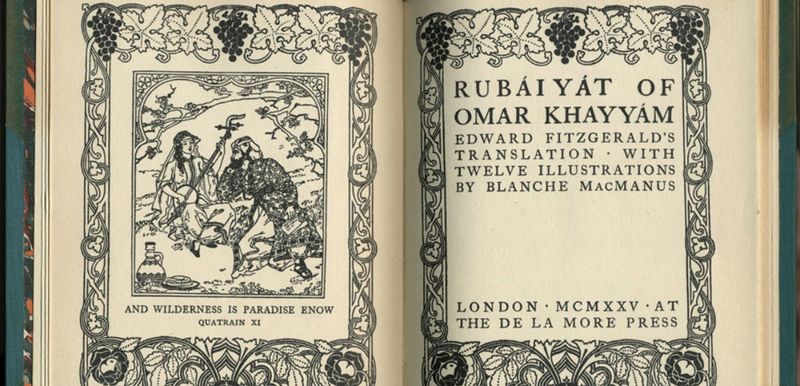 AND WILDERNESS IS PARADISE ENOW
QUATRAIN XI
RUBÁIYÁT OF
OMAR KHAYYÁM
EDWARD FITZGERALD'S
TRANSLATION · WITH
TWELVE ILLUSTRATIONS
BY BLANCHE MACMANUS
LONDON · MCMXXV · AT
THE DE LA MORE PRESS